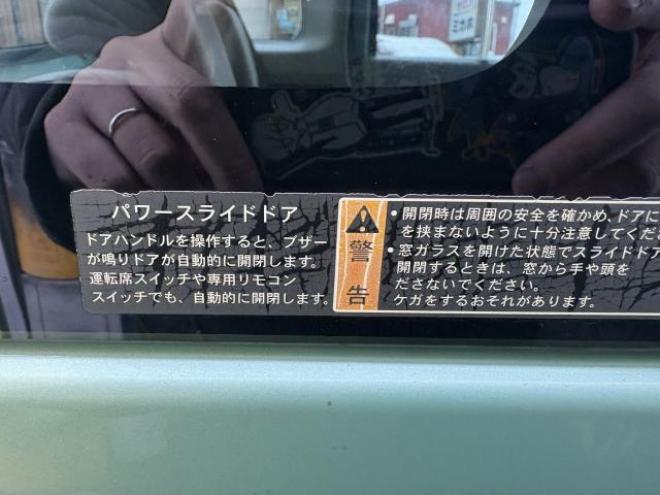 パワースライドドア
ドアハンドルを操作すると、ブザー
が鳴りドアが自動的に開閉します。
運転席スイッチや専用リモコン
スイッチでも、自動的に開閉します。
警
告
・開閉時は周囲の安全を確かめ、ドアに
を挟まないように十分注意してくだ
・窓ガラスを開けた状態でスライドドア
開閉するときは、窓から手や頭を
ださないでください。
ケガをするおそれがあります。